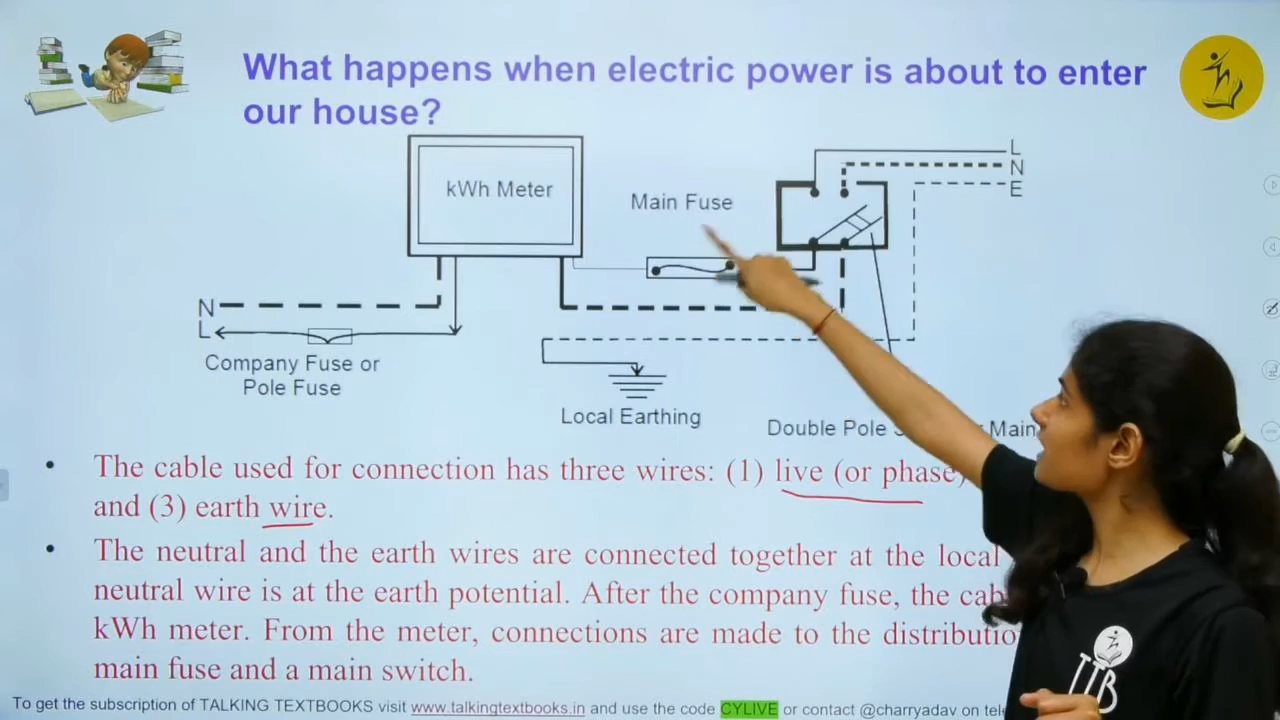 What happens when electric power is about to enter
our house?
kWh Meter
Main Fuse
L
N
E
N
L
Company Fuse or
Pole Fuse
Local Earthing
Double Pole
Main
• The cable used for connection has three wires: (1) live (or phase)
and (3) earth wire.
• The neutral and the earth wires are connected together at the local
neutral wire is at the earth potential. After the company fuse, the
kWh meter. From the meter, connections are made to the
main fuse and a main switch.
To get the subscription of TALKING TEXTBOOKS visit www.talkingtextbooks.in and use the code CYLIVE or contact @charryadav on
TTB